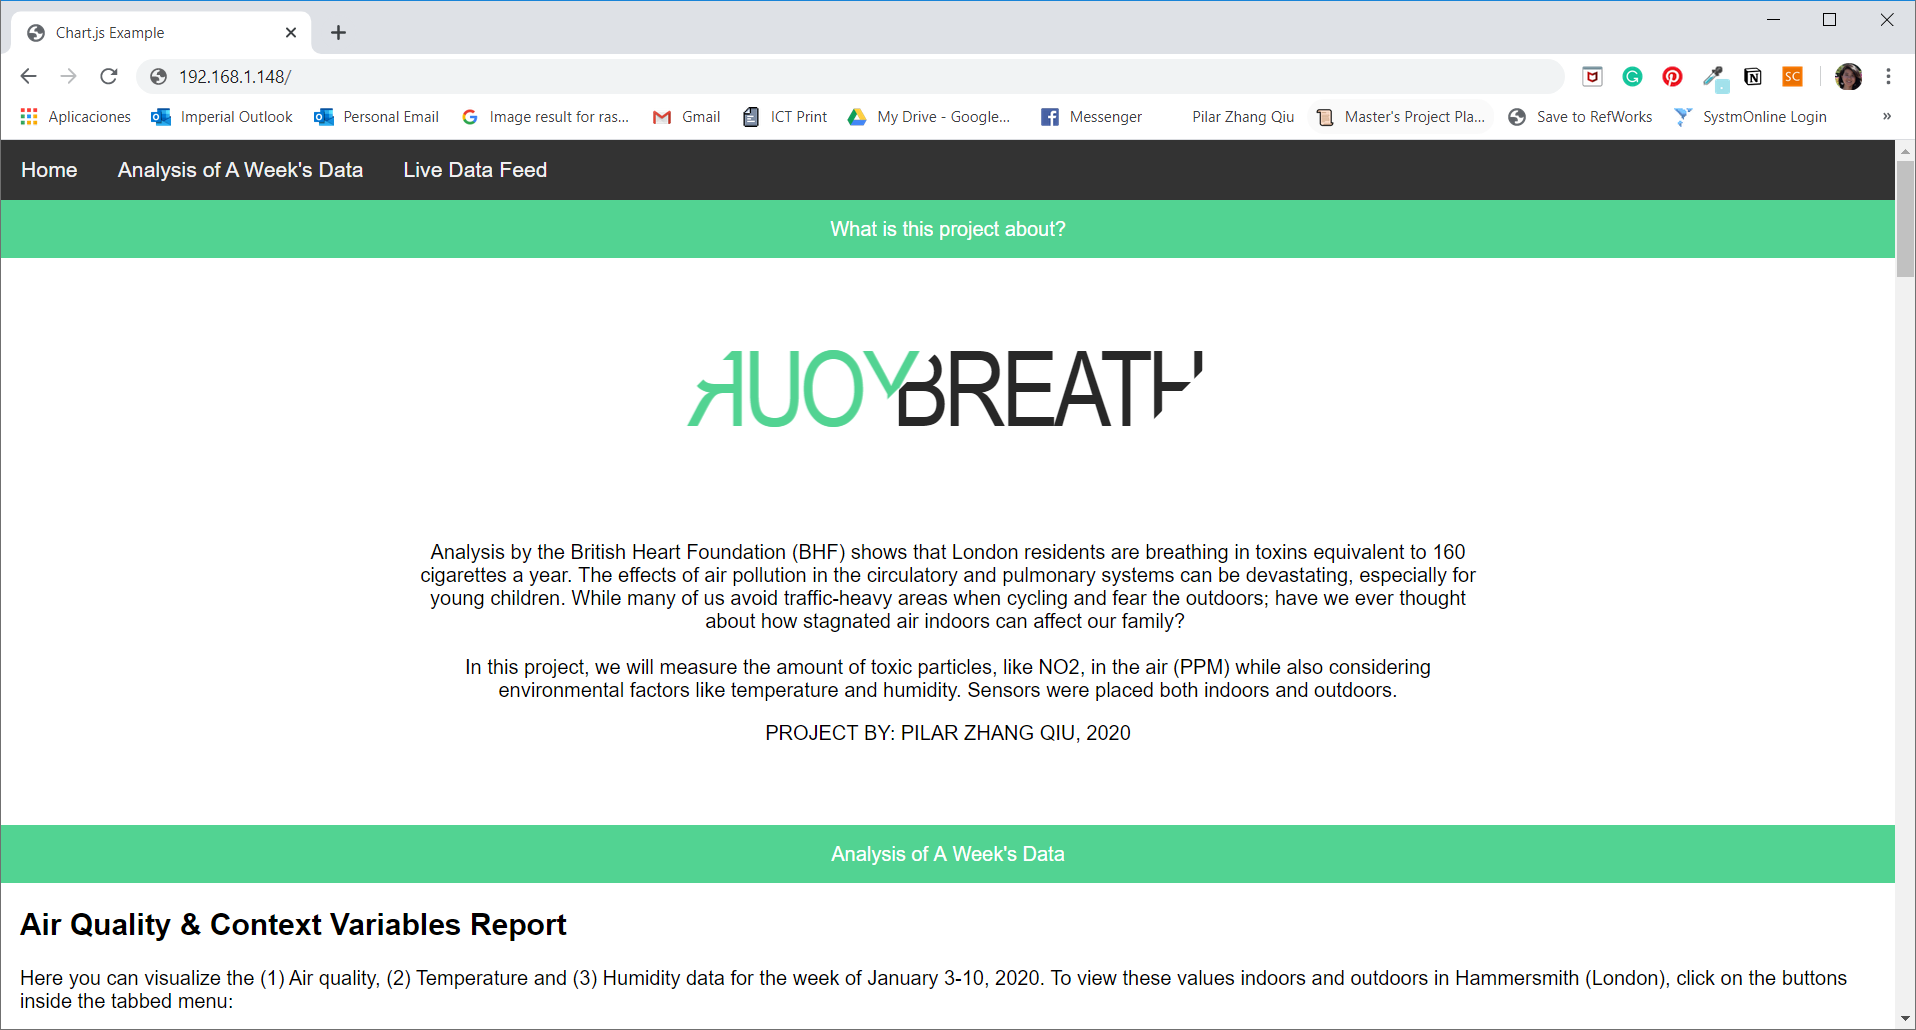 Chart.js Example
192.168.1.148/
SC
Aplicaciones Imperial Outlook Personal Email Image result for ras... Gmail ICT Print My Drive - Google... Messenger Pilar Zhang Qiu Master's Project Pla... Save to RefWorks SystmOnline Login »
Home Analysis of A Week's Data Live Data Feed
What is this project about?
RUOYBREATH
Analysis by the British Heart Foundation (BHF) shows that London residents are breathing in toxins equivalent to 160
cigarettes a year. The effects of air pollution in the circulatory and pulmonary systems can be devastating, especially for
young children. While many of us avoid traffic-heavy areas when cycling and fear the outdoors; have we ever thought
about how stagnated air indoors can affect our family?
In this project, we will measure the amount of toxic particles, like NO2, in the air (PPM) while also considering
environmental factors like temperature and humidity. Sensors were placed both indoors and outdoors.
PROJECT BY: PILAR ZHANG QIU, 2020
Analysis of A Week's Data
Air Quality & Context Variables Report
Here you can visualize the (1) Air quality, (2) Temperature and (3) Humidity data for the week of January 3-10, 2020. To view these values indoors and outdoors in Hammersmith (London), click on the buttons
inside the tabbed menu: